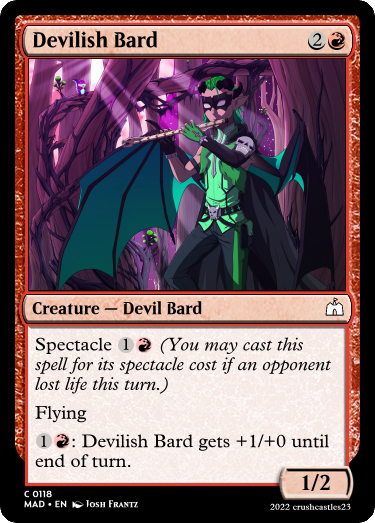 Devilish Bard 2
Creature — Devil Bard
Spectacle 1 (You may cast this
spell for its spectacle cost if an opponent
lost life this turn.)
Flying
1 : Devilish Bard gets +1/+0 until
end of turn.
1/2
C 0118
MAD • EN Josh Frantz
2022 crushcastles23